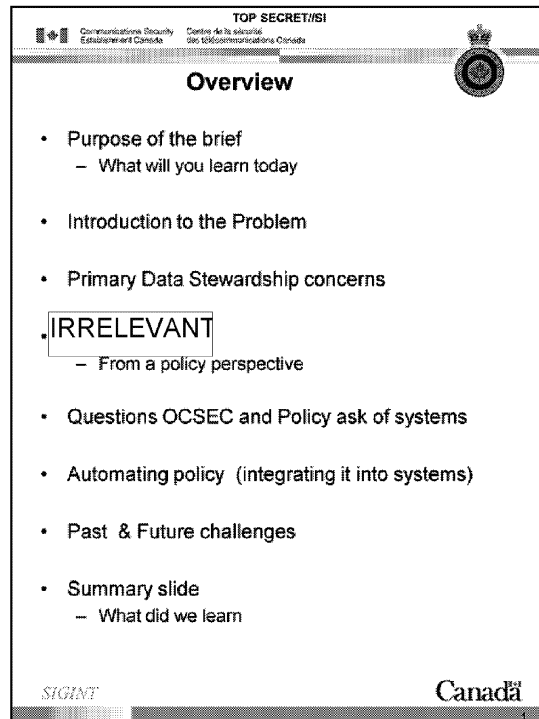 TOP SECRET//SI
Communications Security Centre de la sécurité
Establishment Canada des télécommunications Canada
Overview
• Purpose of the brief
– What will you learn today
• Introduction to the Problem
• Primary Data Stewardship concerns
• IRRELEVANT
– From a policy perspective
• Questions OCSEC and Policy ask of systems
• Automating policy (integrating it into systems)
• Past & Future challenges
• Summary slide
– What did we learn
SIGINT Canada
1